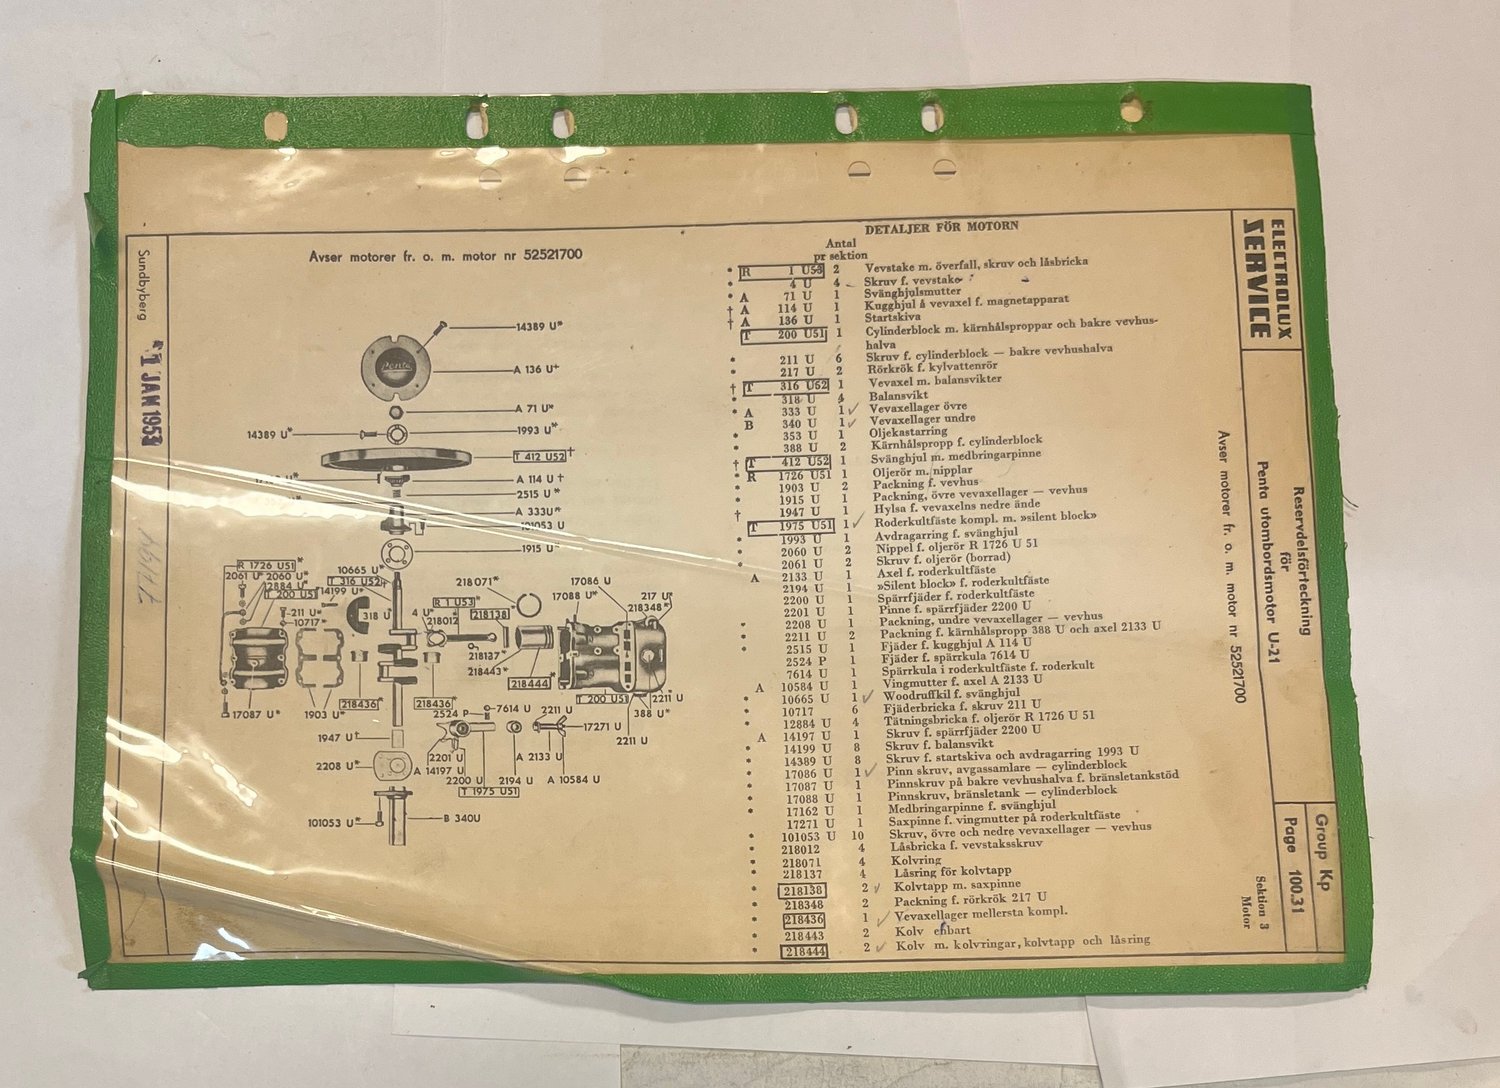 ELECTROLUX
SERVICE
Reservdelsförteckning
för
Penta utombordsmotor U-21
Avser motorer fr. o. m. motor nr 52521700
Group Kp
Page 100.31
Sektion 3
Motor
Sundbyberg
1 JAN 1953
Avser motorer fr. o. m. motor nr 52521700
14389 U*
A 136 U+
A 71 U*
14389 U*
1993 U*
T 412 U52†
A 114 U †
2515 U *
A 333U*
101053 U
1915 U*
R 1726 U51
2061 U* 2060 U*
12884 U*
T 200 U51
10665 U*
T 316 U52†
14199 U*
211 U*
10717*
318 U
4 U*
R 1 U53*
218012*
218 071*
218138*
17086 U
17088 U*
217 U*
218348*
218137*
218443*
218444*
T 200 U51
2211 U
388 U*
2211 U
17087 U*
1903 U*
218436*
218436*
2524 P
7614 U
2211 U
17271 U
1947 U†
2208 U*
2201 U
A 14197 U
2200 U
2194 U
A 2133 U
A 10584 U
T 1975 U51
101053 U*
B 340U
DETALJER FÖR MOTORN
Antal
pr sektion
* R 1 U53 2 Vevstake m. överfall, skruv och låsbricka
* 4 U 4 Skruv f. vevstake
* A 71 U 1 Svänghjulsmutter
† A 114 U 1 Kugghjul å vevaxel f. magnetapparat
† A 136 U 1 Startskiva
T 200 U51 1 Cylinderblock m. kärnhålsproppar och bakre vevhus-
halva
* 211 U 6 Skruv f. cylinderblock — bakre vevhushalva
* 217 U 2 Rörkrök f. kylvattenrör
† T 316 U52 1 Vevaxel m. balansvikter
* 318 U 4 Balansvikt
* A 333 U 1 Vevaxellager övre
B 340 U 1 Vevaxellager undre
* 353 U 1 Oljekastarring
* 388 U 2 Kärnhålspropp f. cylinderblock
† T 412 U52 1 Svänghjul m. medbringarpinne
* R 1726 U51 1 Oljerör m. nipplar
* 1903 U 2 Packning f. vevhus
* 1915 U 1 Packning, övre vevaxellager — vevhus
† 1947 U 1 Hylsa f. vevaxelns nedre ände
T 1975 U51 1 Roderkultfäste kompl. m. »silent block»
* 1993 U 1 Avdragarring f. svänghjul
* 2060 U 2 Nippel f. oljerör R 1726 U 51
* 2061 U 2 Skruv f. oljerör (borrad)
A 2133 U 1 Axel f. roderkultfäste
2194 U 1 »Silent block» f. roderkultfäste
2200 U 1 Spärrfjäder f. roderkultfäste
2201 U 1 Pinne f. spärrfjäder 2200 U
* 2208 U 1 Packning, undre vevaxellager — vevhus
* 2211 U 2 Packning f. kärnhålspropp 388 U och axel 2133 U
* 2515 U 1 Fjäder f. kugghjul A 114 U
2524 P 1 Fjäder f. spärrkula 7614 U
7614 U 1 Spärrkula i roderkultfäste f. roderkult
A 10584 U 1 Vingmutter f. axel A 2133 U
* 10665 U 1 Woodruffkil f. svänghjul
* 10717 6 Fjäderbricka f. skruv 211 U
* 12884 U 4 Tätningsbricka f. oljerör R 1726 U 51
A 14197 U 1 Skruv f. spärrfjäder 2200 U
* 14199 U 8 Skruv f. balansvikt
* 14389 U 8 Skruv f. startskiva och avdragarring 1993 U
* 17086 U 1 Pinn skruv, avgassamlare — cylinderblock
* 17087 U 1 Pinnskruv på bakre vevhushalva f. bränsletankstöd
* 17088 U 1 Pinnskruv, bränsletank — cylinderblock
* 17162 U 1 Medbringarpinne f. svänghjul
17271 U 1 Saxpinne f. vingmutter på roderkultfäste
* 101053 U 10 Skruv, övre och nedre vevaxellager — vevhus
* 218012 4 Låsbricka f. vevstaksskruv
* 218071 4 Kolvring
* 218137 4 Låsring för kolvtapp
* 218138 2 Kolvtapp m. saxpinne
* 218348 2 Packning f. rörkrök 217 U
* 218436 1 Vevaxellager mellersta kompl.
* 218443 2 Kolv enbart
* 218444 2 Kolv m. kolvringar, kolvtapp och låsring